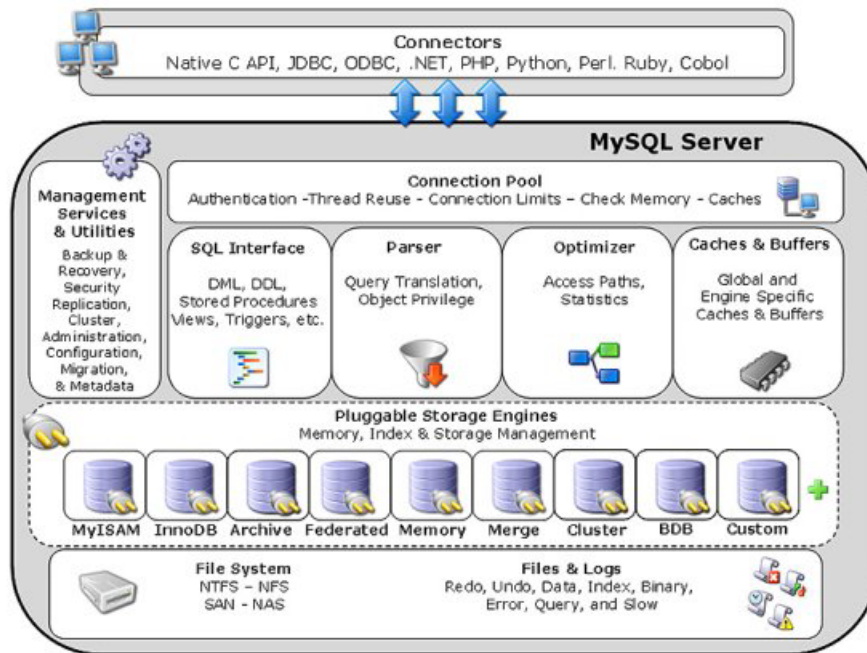 Connectors
Native C API, JDBC, ODBC, .NET, PHP, Python, Perl. Ruby, Cobol
MySQL Server
Management
Services
& Utilities
Backup &
Recovery,
Security
Replication,
Cluster,
Administration,
Configuration,
Migration,
& Metadata
Connection Pool
Authentication -Thread Reuse - Connection Limits – Check Memory - Caches
SQL Interface
DML, DDL,
Stored Procedures
Views, Triggers, etc.
Parser
Query Translation,
Object Privilege
Optimizer
Access Paths,
Statistics
Caches & Buffers
Global and
Engine Specific
Caches & Buffers
Pluggable Storage Engines
Memory, Index & Storage Management
MyISAM
InnoDB
Archive
Federated
Memory
Merge
Cluster
BDB
Custom
File System
NTFS – NFS
SAN - NAS
Files & Logs
Redo, Undo, Data, Index, Binary,
Error, Query, and Slow